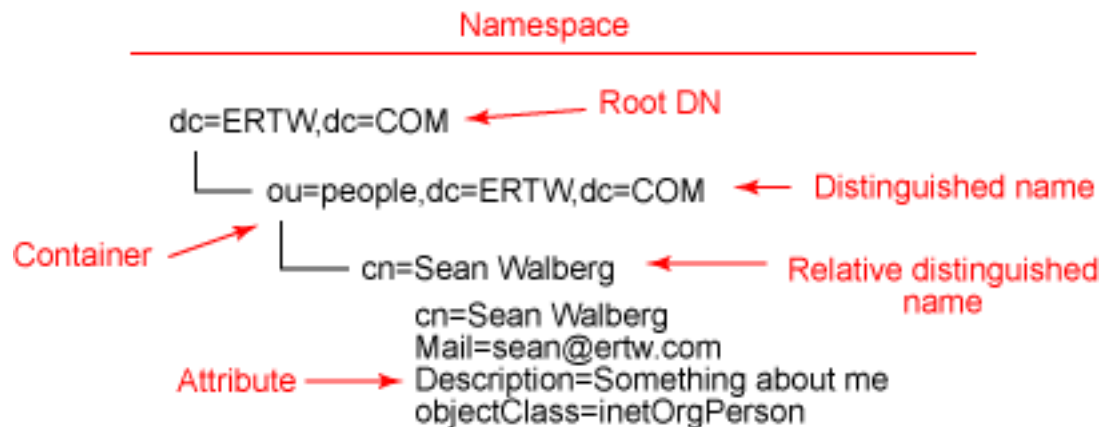 Namespace
dc=ERTW,dc=COM
Root DN
ou=people,dc=ERTW,dc=COM
Distinguished name
Container
cn=Sean Walberg
Relative distinguished
name
cn=Sean Walberg
Mail=sean@ertw.com
Attribute
Description=Something about me
objectClass=inetOrgPerson